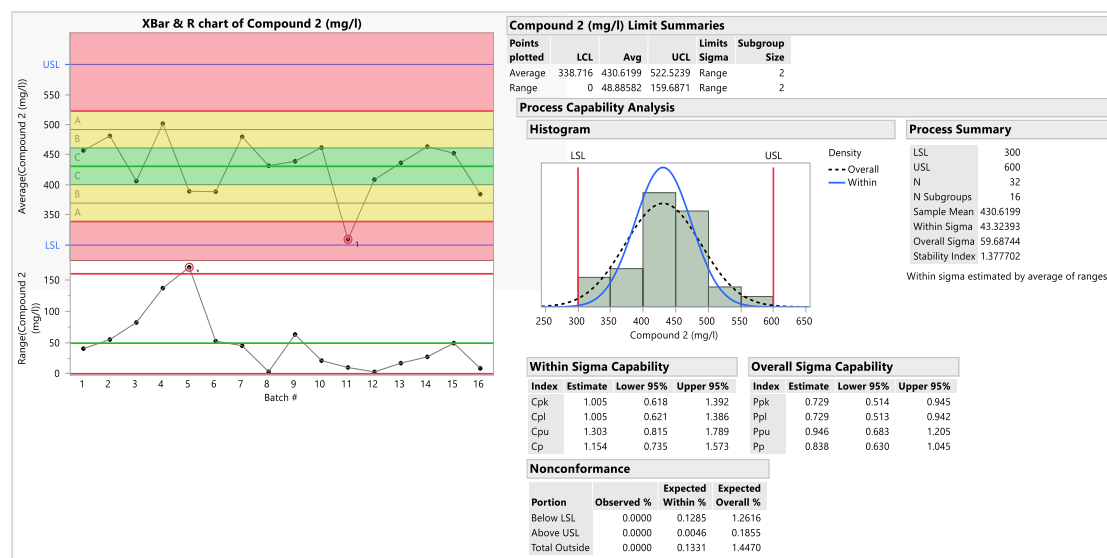 XBar & R chart of Compound 2 (mg/l)
Average(Compound 2 (mg/l))
USL
550
500
450
400
350
LSL
A
B
C
C
B
A
1
Range(Compound 2 (mg/l))
150
100
50
0
1 2 3 4 5 6 7 8 9 10 11 12 13 14 15 16
Batch #
Compound 2 (mg/l) Limit Summaries
Points plotted LCL Avg UCL Limits Sigma Subgroup Size
Average 338.716 430.6199 522.5239 Range 2
Range 0 48.88582 159.6871 Range 2
Process Capability Analysis
Histogram
LSL USL
250 300 350 400 450 500 550 600 650
Compound 2 (mg/l)
Density
Overall
Within
Process Summary
LSL 300
USL 600
N 32
N Subgroups 16
Sample Mean 430.6199
Within Sigma 43.32393
Overall Sigma 59.68744
Stability Index 1.377702
Within sigma estimated by average of ranges
Within Sigma Capability
Index Estimate Lower 95% Upper 95%
Cpk 1.005 0.618 1.392
Cpl 1.005 0.621 1.386
Cpu 1.303 0.815 1.789
Cp 1.154 0.735 1.573
Overall Sigma Capability
Index Estimate Lower 95% Upper 95%
Ppk 0.729 0.514 0.945
Ppl 0.729 0.513 0.942
Ppu 0.946 0.683 1.205
Pp 0.838 0.630 1.045
Nonconformance
Portion Observed % Expected Within % Expected Overall %
Below LSL 0.0000 0.1285 1.2616
Above USL 0.0000 0.0046 0.1855
Total Outside 0.0000 0.1331 1.4470